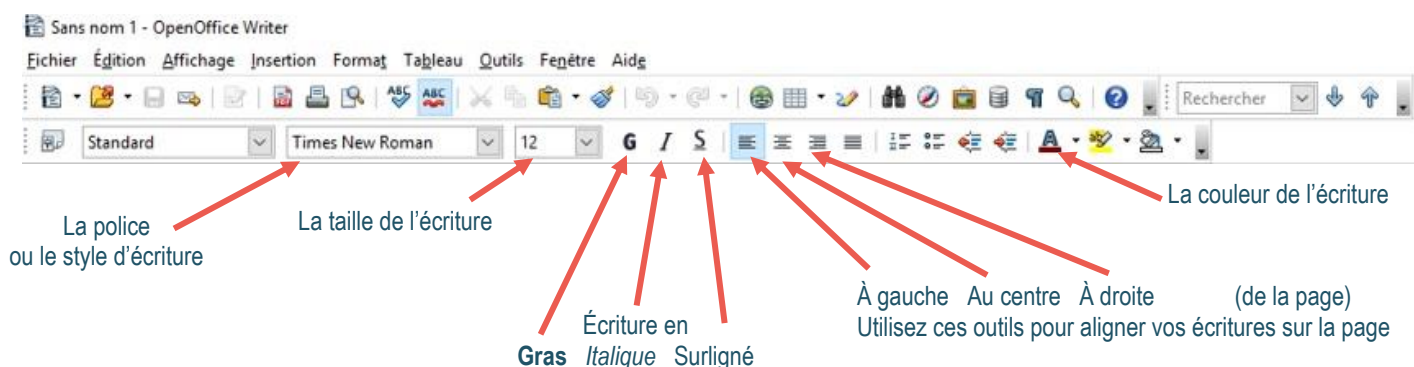 Sans nom 1 - OpenOffice Writer
Fichier Édition Affichage Insertion Format Tableau Outils Fenêtre Aide
ABC ABC Rechercher
Standard Times New Roman 12 G I S A
La couleur de l'écriture
La police
ou le style d'écriture
La taille de l'écriture
À gauche Au centre À droite (de la page)
Utilisez ces outils pour aligner vos écritures sur la page
Écriture en
Gras Italique Surligné